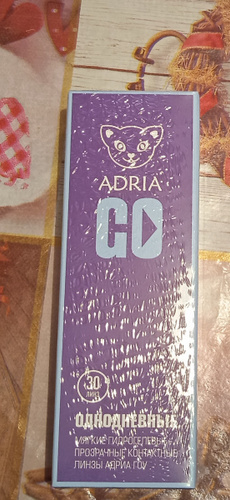 ADRIA
GO
30
ЛИНЗ
ОДНОДНЕВНЫЕ
МЯГКИЕ ГИДРОГЕЛЕВЫЕ
ПРОЗРАЧНЫЕ КОНТАКТНЫЕ
ЛИНЗЫ АДРИА ГОУ